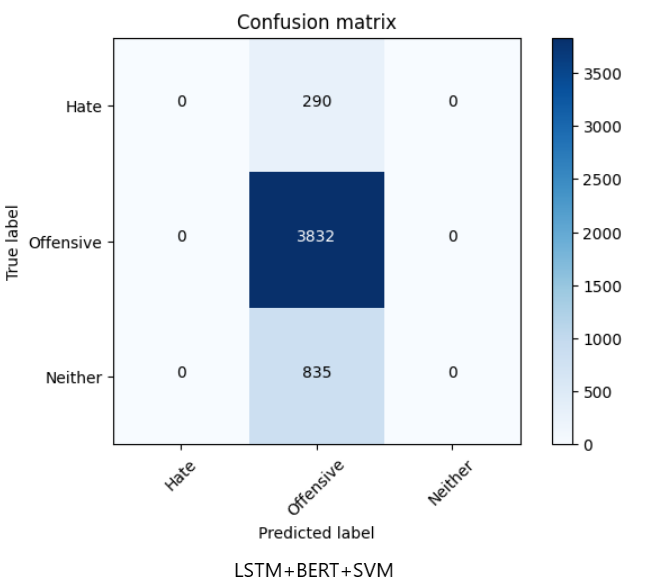 Confusion matrix
Hate
0
290
0
Offensive
0
3832
0
Neither
0
835
0
True label
Hate
Offensive
Neither
Predicted label
3500
3000
2500
2000
1500
1000
500
0
LSTM+BERT+SVM